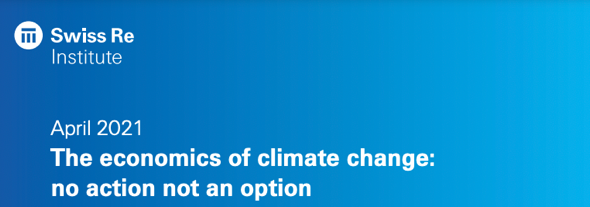 Swiss Re
Institute
April 2021
The economics of climate change:
no action not an option